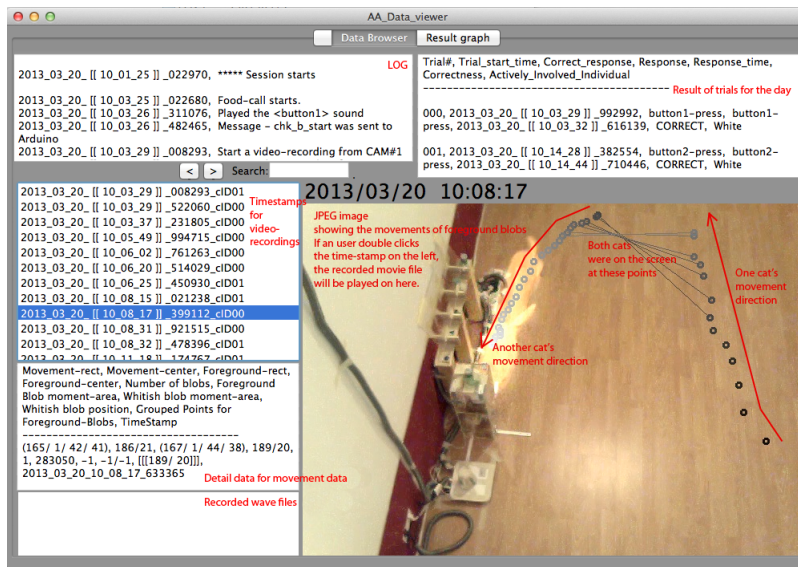 AA_Data_viewer
Data Browser
Result graph
LOG
2013_03_20_ [[ 10_01_25 ]] _022970, ***** Session starts
2013_03_20_ [[ 10_03_25 ]] _022680, Food-call starts.
2013_03_20_ [[ 10_03_26 ]] _311076, Played the <button1> sound
2013_03_20_ [[ 10_03_26 ]] _482465, Message - chk_b_start was sent to
Arduino
2013_03_20_ [[ 10_03_29 ]] _008293, Start a video-recording from CAM#1
Trial#, Trial_start_time, Correct_response, Response, Response_time,
Correctness, Actively_Involved_Individual
------------------------------------------
Result of trials for the day
000, 2013_03_20_ [[ 10_03_29 ]] _992992, button1-press, button1-
press, 2013_03_20_ [[ 10_03_32 ]] _616139, CORRECT, White
001, 2013_03_20_ [[ 10_14_28 ]] _382554, button2-press, button2-
press, 2013_03_20_ [[ 10_14_44 ]] _710446, CORRECT, White
< > Search:
2013_03_20_ [[ 10_03_29 ]] _008293_cID01
2013_03_20_ [[ 10_03_29 ]] _522060_cID00
2013_03_20_ [[ 10_03_37 ]] _231805_cID00
2013_03_20_ [[ 10_05_49 ]] _994715_cID00
2013_03_20_ [[ 10_06_02 ]] _761263_cID00
2013_03_20_ [[ 10_06_20 ]] _514029_cID00
2013_03_20_ [[ 10_06_25 ]] _450930_cID01
2013_03_20_ [[ 10_08_15 ]] _021238_cID01
2013_03_20_ [[ 10_08_17 ]] _399112_cID00
2013_03_20_ [[ 10_08_31 ]] _921515_cID00
2013_03_20_ [[ 10_08_32 ]] _478396_cID01
2013_03_20_ [[ 10_11_18 ]] _174767_cID01
Timestamps
for
video-
recordings
2013/03/20 10:08:17
JPEG image
showing the movements of foreground blobs
If an user double clicks
the time-stamp on the left,
the recorded movie file
will be played on here.
Both cats
were on the screen
at these points
One cat's
movement
direction
Another cat's
movement direction
Movement-rect, Movement-center, Foreground-rect,
Foreground-center, Number of blobs, Foreground
Blob moment-area, Whitish blob moment-area,
Whitish blob position, Grouped Points for
Foreground-Blobs, TimeStamp
------------------------------------
(165/ 1/ 42/ 41), 186/21, (167/ 1/ 44/ 38), 189/20,
1, 283050, -1, -1/-1, [[[189/ 20]]],
2013_03_20_10_08_17_633365
Detail data for movement data
Recorded wave files